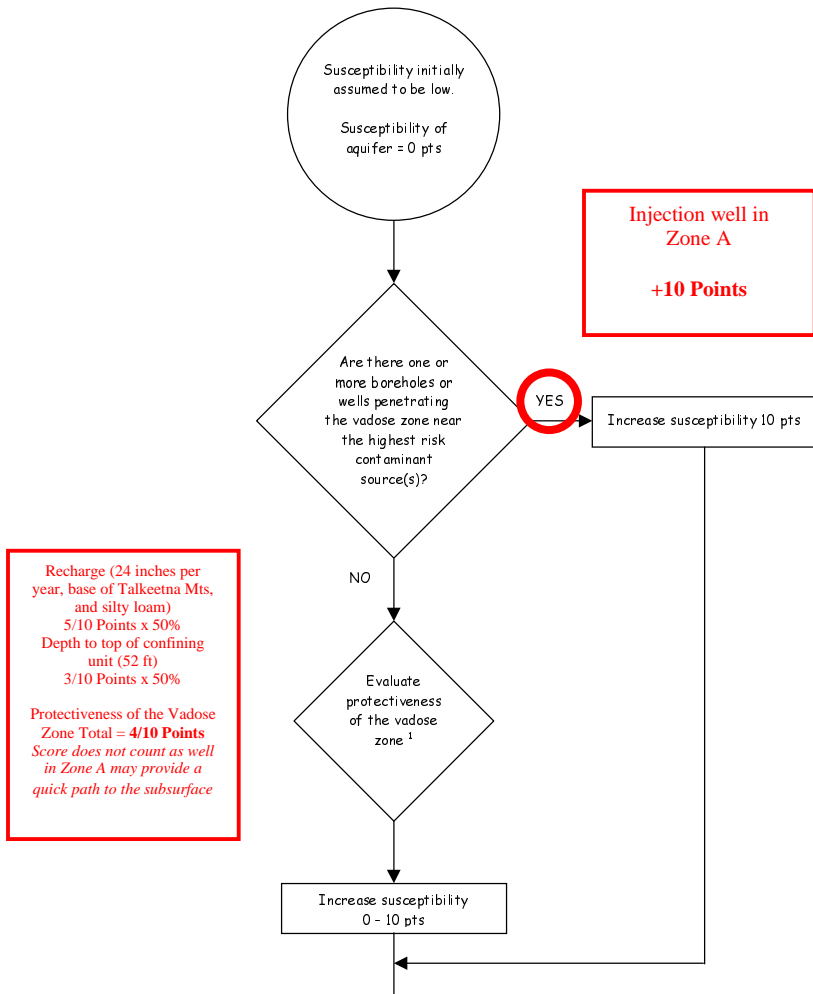 Susceptibility initially
assumed to be low.
Susceptibility of
aquifer = 0 pts
Injection well in
Zone A
+10 Points
Are there one or
more boreholes or
wells penetrating
the vadose zone near
the highest risk
contaminant
source(s)?
YES
Increase susceptibility 10 pts
NO
Recharge (24 inches per
year, base of Talkeetna Mts,
and silty loam)
5/10 Points x 50%
Depth to top of confining
unit (52 ft)
3/10 Points x 50%
Protectiveness of the Vadose
Zone Total = 4/10 Points
Score does not count as well
in Zone A may provide a
quick path to the subsurface
Evaluate
protectiveness
of the vadose
zone 1
Increase susceptibility
0 - 10 pts